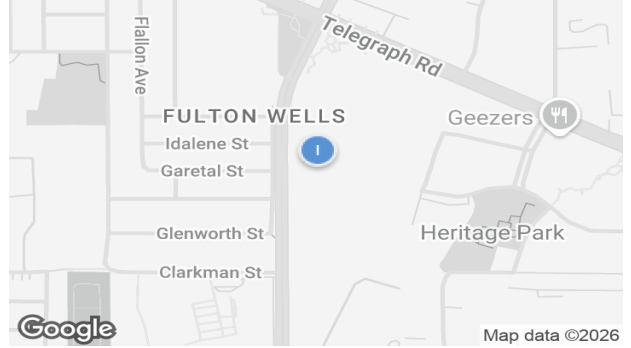 Telegraph Rd
Flallon Ave
FULTON WELLS
Geezers
Idalene St
I
Garetal St
Glenworth St
Heritage Park
Clarkman St
Google
Map data ©2026